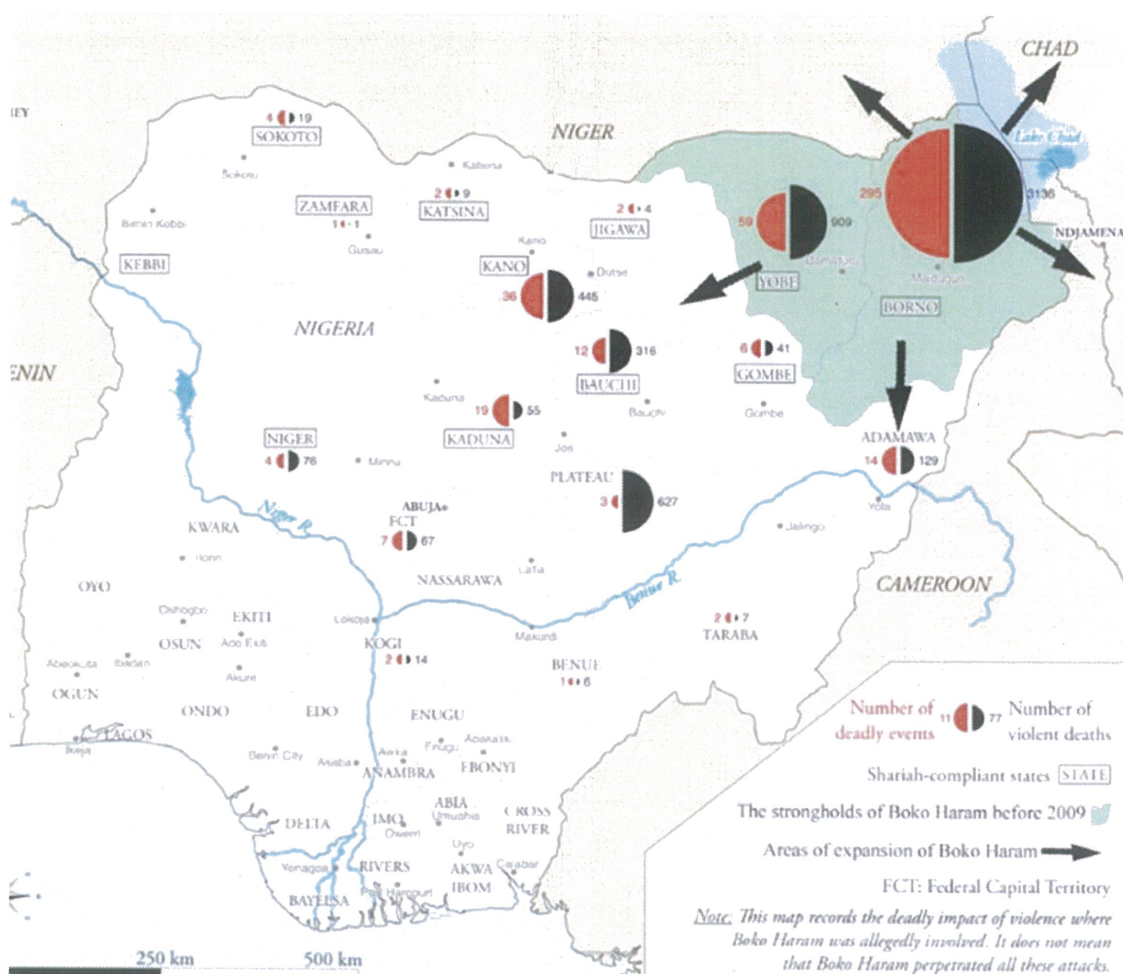 CHAD
NIGER
Lake Chad
4 19
SOKOTO
Sokoto
Katsina
2 9
KATSINA
ZAMFARA
1 1
Gusau
2 4
JIGAWA
295 3136
59 909
NDJAMENA
Birnin Kebbi
KEBBI
Kano
KANO
36 445
Dutse
Damaturu
YOBE
Maiduguri
BORNO
NIGERIA
12 316
BAUCHI
6 41
GOMBE
ENIN
Kaduna
19 55
KADUNA
Bauchi
Gombe
NIGER
4 76
Minna
Jos
PLATEAU
3 627
ADAMAWA
14 129
Yola
Niger R.
ABUJA
FCT
7 67
KWARA
Ilorin
Jalingo
NASSARAWA
Lafia
Benue R.
CAMEROON
OYO
Oshogbo
EKITI
OSUN
Ado Ekiti
Lokoja
KOGI
2 14
Makurdi
2 7
TARABA
Abeokuta
Ibadan
Akure
OGUN
BENUE
1 6
ONDO
EDO
ENUGU
LAGOS
Ikeja
Benin City
Asaba
Awka
Enugu
Abakaliki
ANAMBRA
EBONYI
ABIA
Umuahia
CROSS
RIVER
DELTA
IMO
Owerri
Uyo
Yenagoa
RIVERS
AKWA
IBOM
Calabar
Port Harcourt
BAYELSA
Number of
deadly events
11 77
Number of
violent deaths
Shariah-compliant states STATE
The strongholds of Boko Haram before 2009
Areas of expansion of Boko Haram
FCT: Federal Capital Territory
Note: This map records the deadly impact of violence where
Boko Haram was allegedly involved. It does not mean
that Boko Haram perpetrated all these attacks.
250 km 500 km